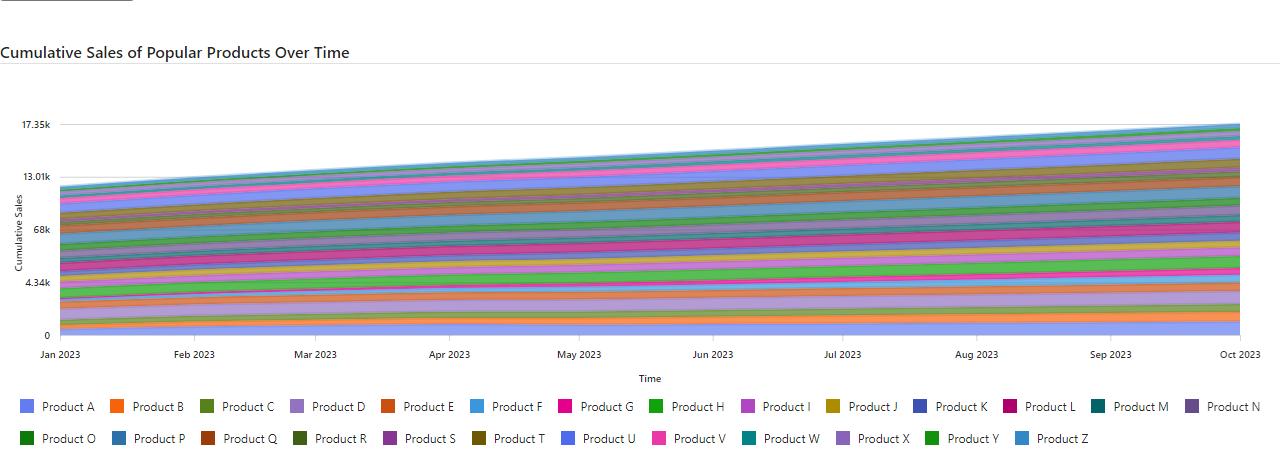 Cumulative Sales of Popular Products Over Time
17.35k
13.01k
68k
4.34k
0
Cumulative Sales
Jan 2023 Feb 2023 Mar 2023 Apr 2023 May 2023 Jun 2023 Jul 2023 Aug 2023 Sep 2023 Oct 2023
Time
Product A Product B Product C Product D Product E Product F Product G Product H Product I Product J Product K Product L Product M Product N
Product O Product P Product Q Product R Product S Product T Product U Product V Product W Product X Product Y Product Z